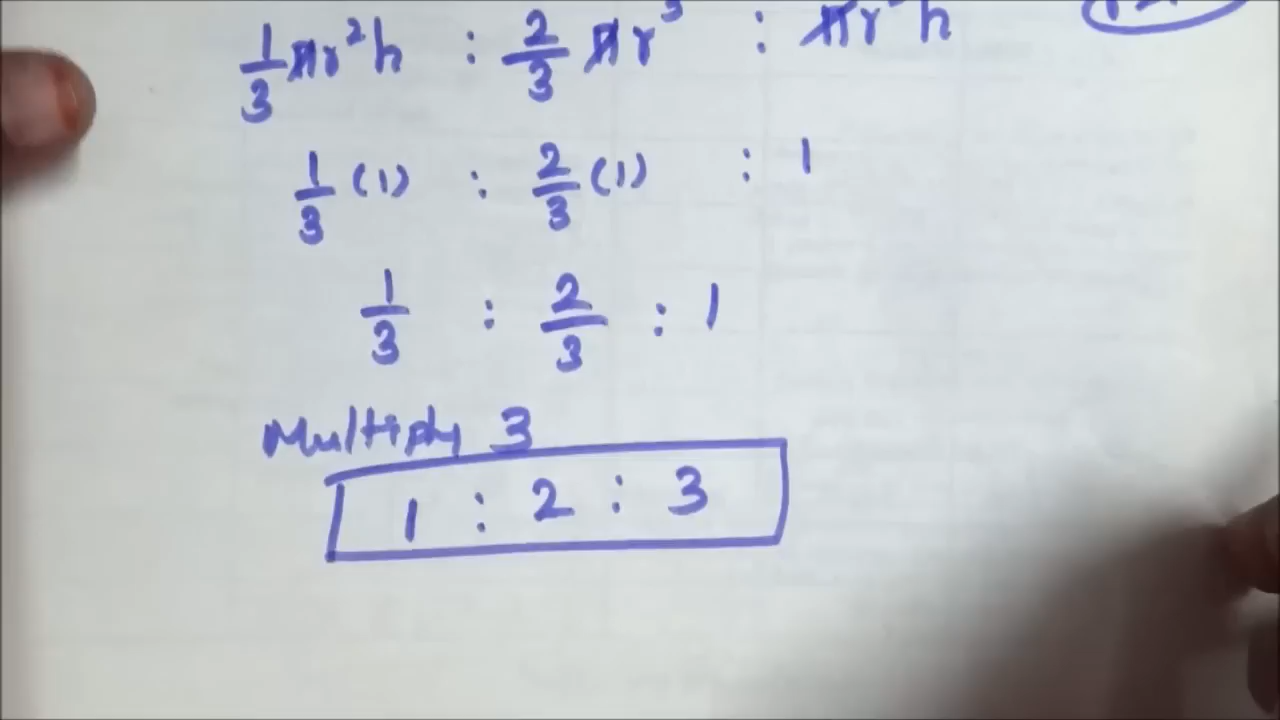 1/3 πr²h : 2/3 πr³ : πr²h
1/3 (1) : 2/3 (1) : 1
1/3 : 2/3 : 1
Multiply 3
1 : 2 : 3